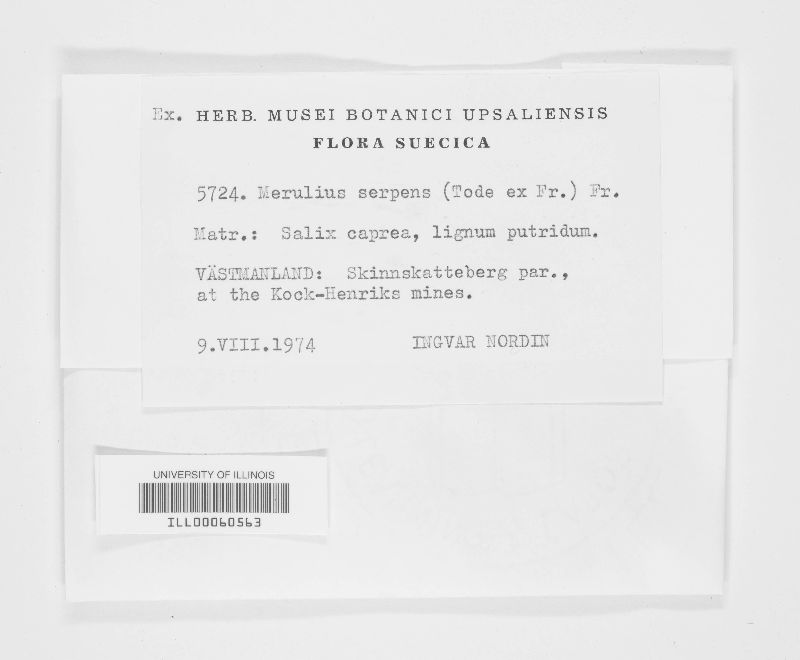 Ex. HERB. MUSEI BOTANICI UPSALIENSIS
FLORA SUECICA
5724. Merulius serpens (Tode ex Fr.) Fr.
Matr.: Salix caprea, lignum putridum.
VÄSTMANLAND: Skinnskatteberg par.,
at the Kock-Henriks mines.
9.VIII.1974 INGVAR NORDIN
UNIVERSITY OF ILLINOIS
ILL00060563